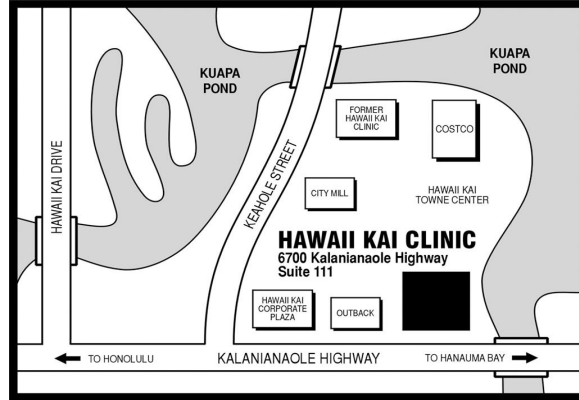 KUAPA
POND
KUAPA
POND
FORMER
HAWAII KAI
CLINIC
COSTCO
HAWAII KAI DRIVE
KEAHOLE STREET
CITY MILL
HAWAII KAI
TOWNE CENTER
HAWAII KAI CLINIC
6700 Kalanianaole Highway
Suite 111
HAWAII KAI
CORPORATE
PLAZA
OUTBACK
TO HONOLULU
KALANIANAOLE HIGHWAY
TO HANAUMA BAY